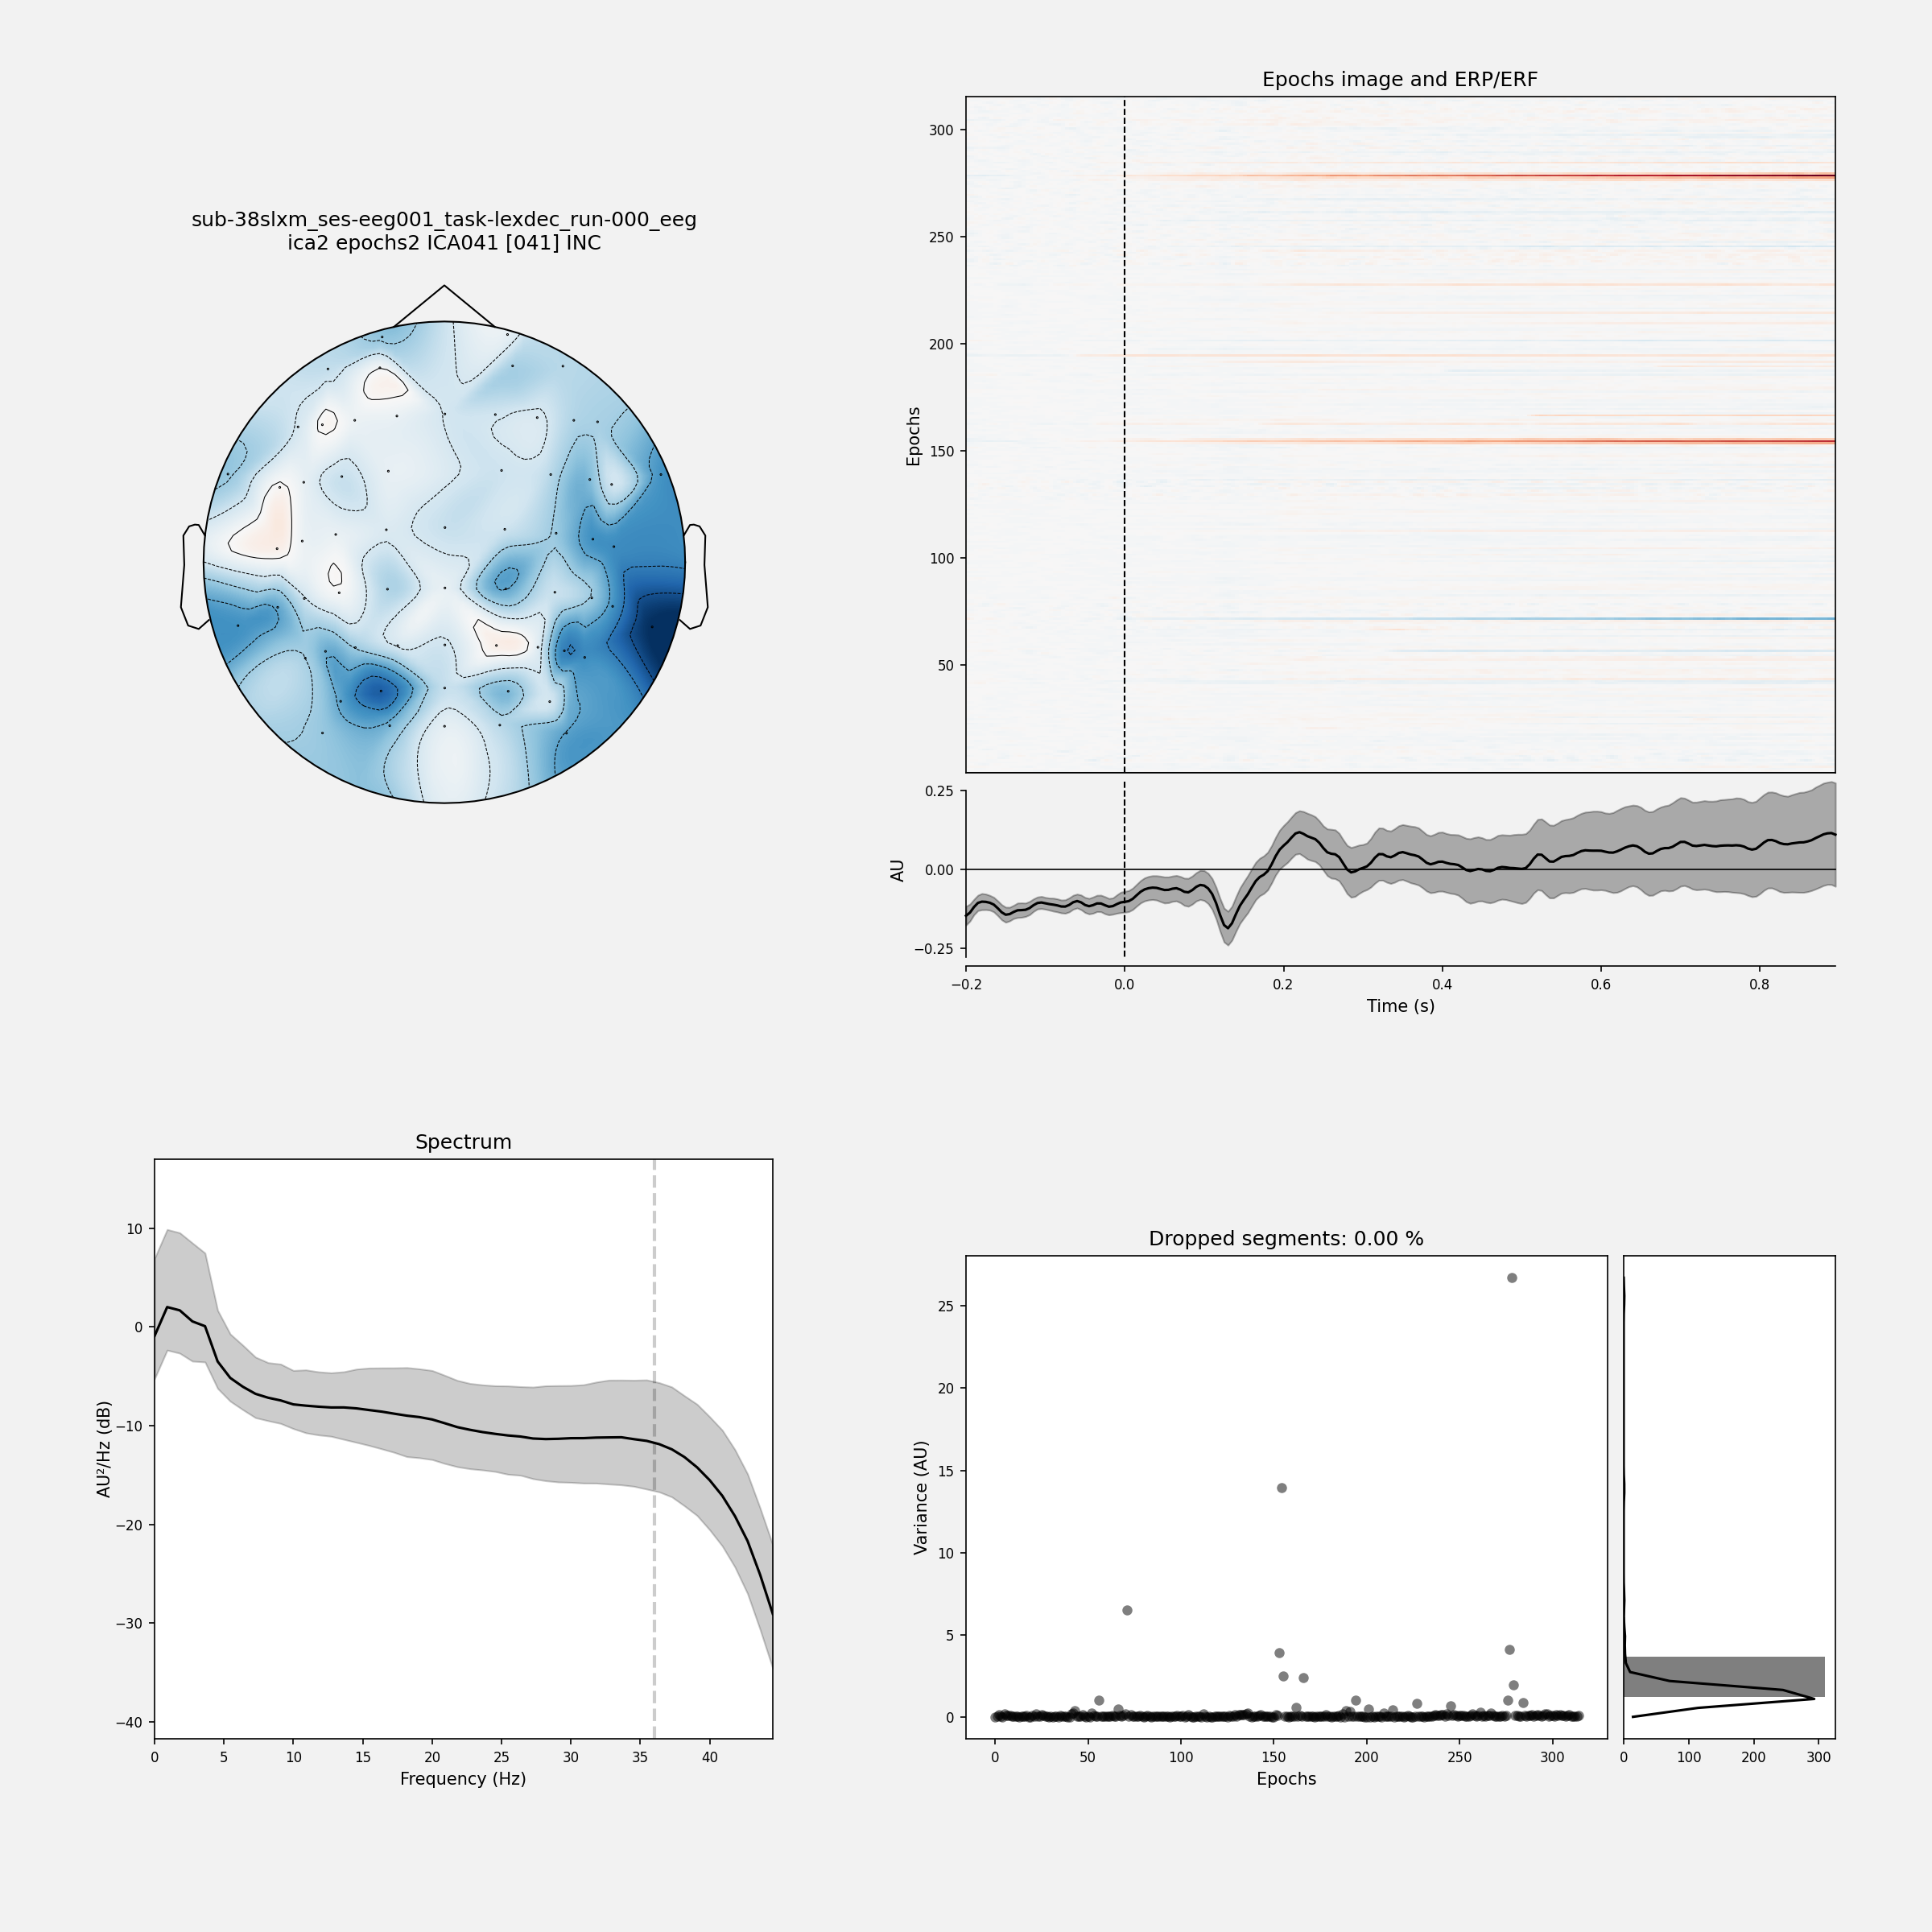 sub-38slxm_ses-eeg001_task-lexdec_run-000_eeg
ica2 epochs2 ICA041 [041] INC
Epochs image and ERP/ERF
Epochs
300
250
200
150
100
50
AU
0.25
0.00
−0.25
−0.2 0.0 0.2 0.4 0.6 0.8
Time (s)
Spectrum
AU²/Hz (dB)
10
0
−10
−20
−30
−40
0 5 10 15 20 25 30 35 40
Frequency (Hz)
Dropped segments: 0.00 %
Variance (AU)
25
20
15
10
5
0
0 50 100 150 200 250 300
Epochs
0 100 200 300